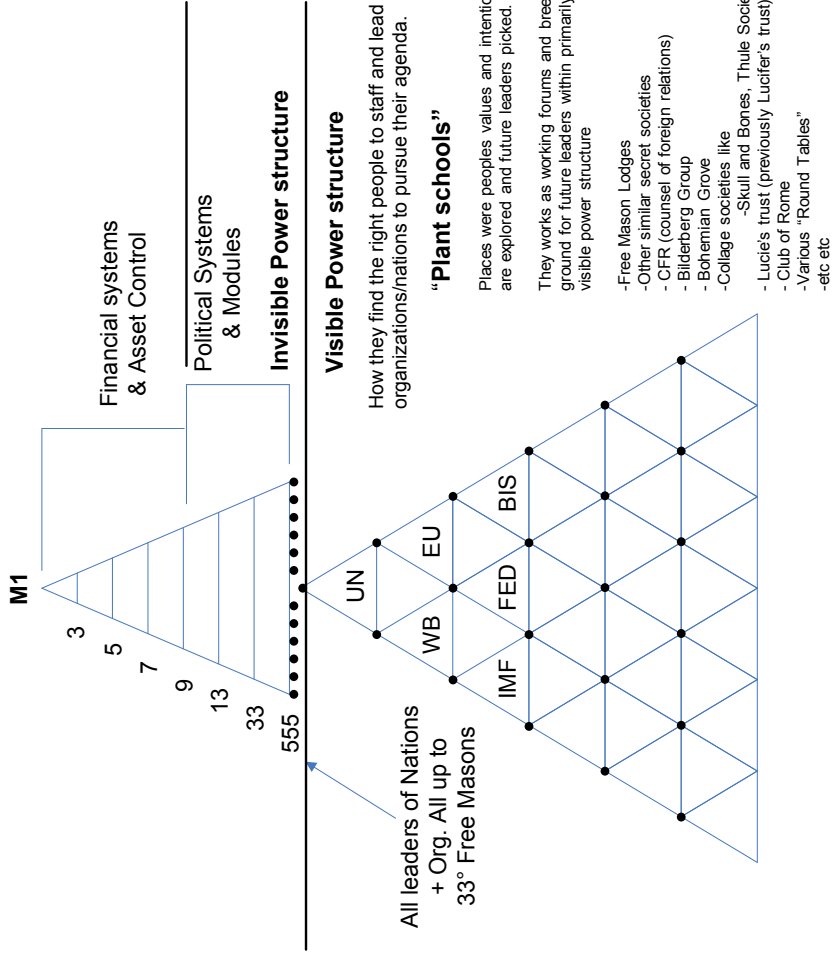 M1
3
5
7
9
13
33
555
Financial systems
& Asset Control
Political Systems
& Modules
Invisible Power structure
Visible Power structure
How they find the right people to staff and lead
organizations/nations to pursue their agenda.
"Plant schools"
Places were peoples values and intentio
are explored and future leaders picked.
They works as working forums and bree
ground for future leaders within primarily
visible power structure
-Free Mason Lodges
-Other similar secret societies
- CFR (counsel of foreign relations)
- Bilderberg Group
- Bohemian Grove
-Collage societies like
-Skull and Bones, Thule Socie
- Lucie's trust (previously Lucifer's trust)
- Club of Rome
-Various "Round Tables"
-etc etc
All leaders of Nations
+ Org. All up to
33° Free Masons
UN
WB
EU
IMF
FED
BIS